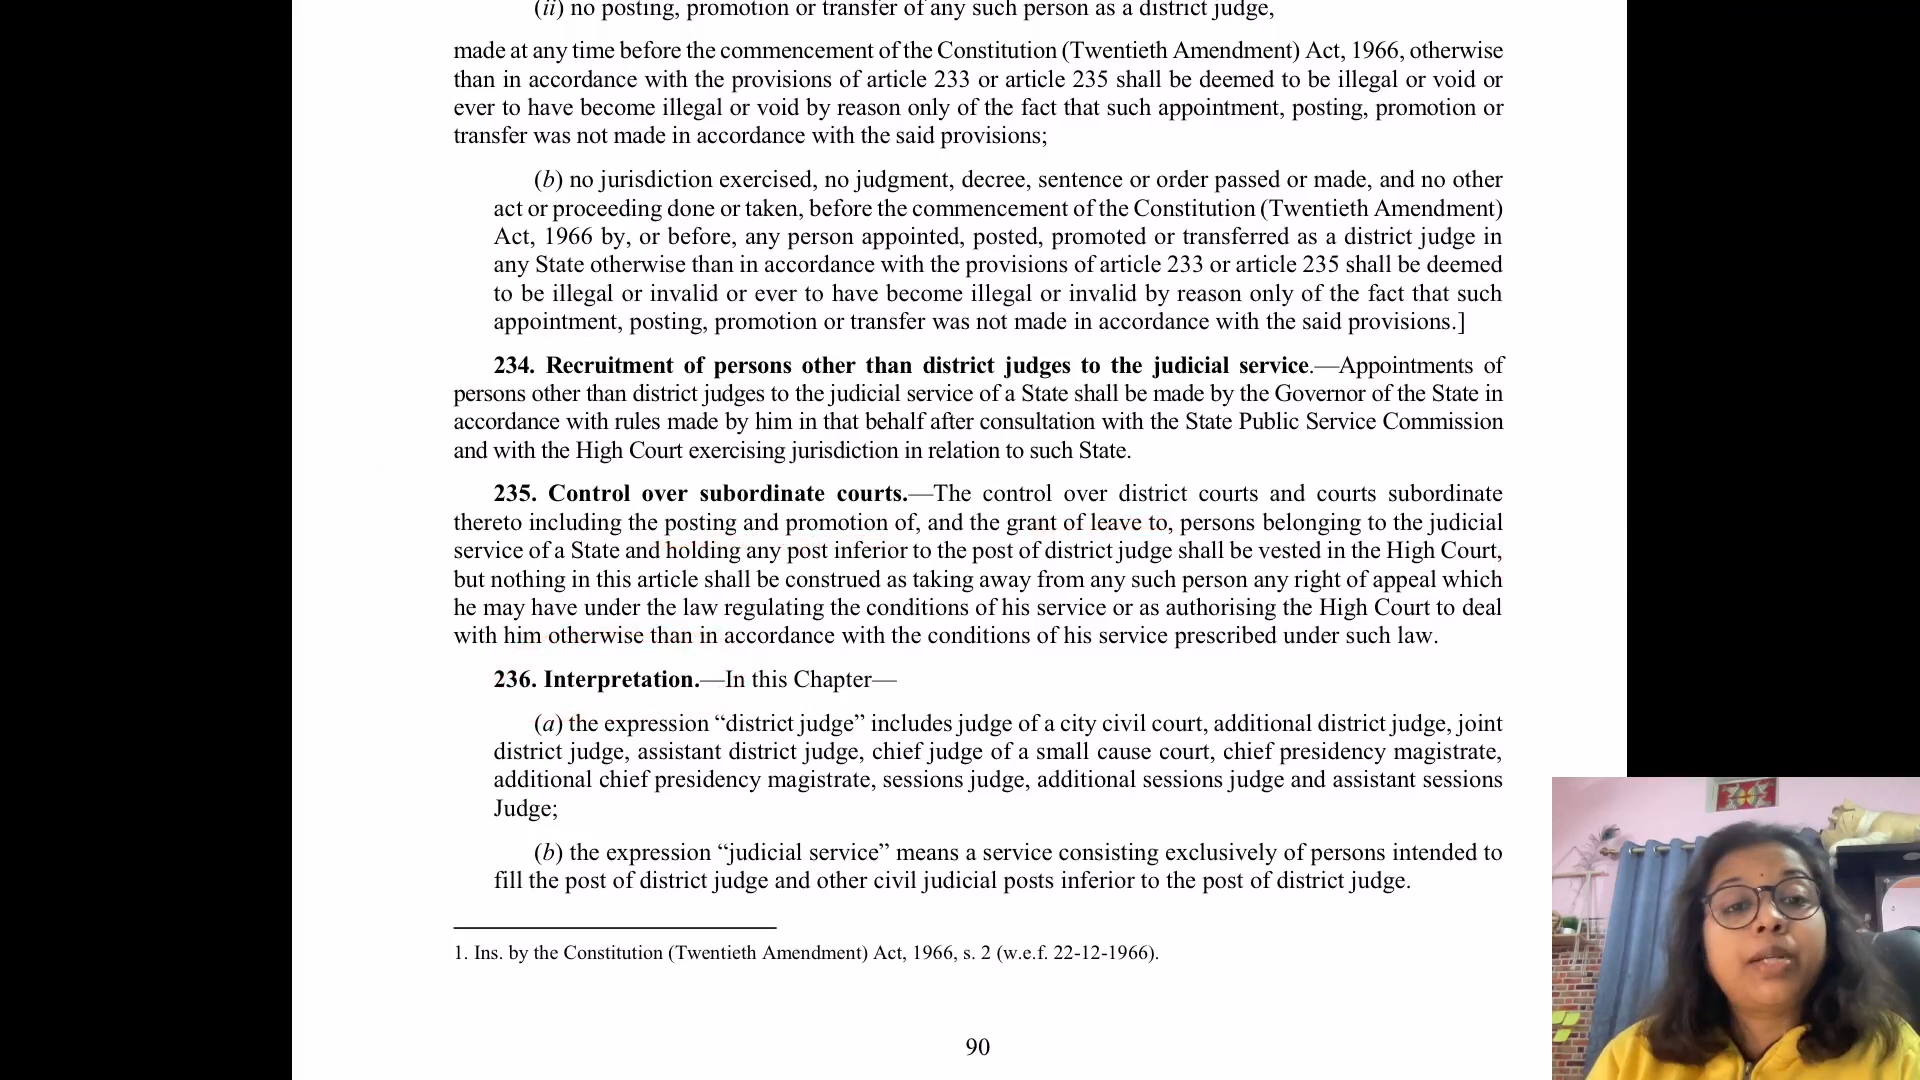 (ii) no posting, promotion or transfer of any such person as a district judge,
made at any time before the commencement of the Constitution (Twentieth Amendment) Act, 1966, otherwise
than in accordance with the provisions of article 233 or article 235 shall be deemed to be illegal or void or
ever to have become illegal or void by reason only of the fact that such appointment, posting, promotion or
transfer was not made in accordance with the said provisions;
(b) no jurisdiction exercised, no judgment, decree, sentence or order passed or made, and no other
act or proceeding done or taken, before the commencement of the Constitution (Twentieth Amendment)
Act, 1966 by, or before, any person appointed, posted, promoted or transferred as a district judge in
any State otherwise than in accordance with the provisions of article 233 or article 235 shall be deemed
to be illegal or invalid or ever to have become illegal or invalid by reason only of the fact that such
appointment, posting, promotion or transfer was not made in accordance with the said provisions.]
234. Recruitment of persons other than district judges to the judicial service.—Appointments of
persons other than district judges to the judicial service of a State shall be made by the Governor of the State in
accordance with rules made by him in that behalf after consultation with the State Public Service Commission
and with the High Court exercising jurisdiction in relation to such State.
235. Control over subordinate courts.—The control over district courts and courts subordinate
thereto including the posting and promotion of, and the grant of leave to, persons belonging to the judicial
service of a State and holding any post inferior to the post of district judge shall be vested in the High Court,
but nothing in this article shall be construed as taking away from any such person any right of appeal which
he may have under the law regulating the conditions of his service or as authorising the High Court to deal
with him otherwise than in accordance with the conditions of his service prescribed under such law.
236. Interpretation.—In this Chapter—
(a) the expression “district judge” includes judge of a city civil court, additional district judge, joint
district judge, assistant district judge, chief judge of a small cause court, chief presidency magistrate,
additional chief presidency magistrate, sessions judge, additional sessions judge and assistant sessions
Judge;
(b) the expression “judicial service” means a service consisting exclusively of persons intended to
fill the post of district judge and other civil judicial posts inferior to the post of district judge.
1. Ins. by the Constitution (Twentieth Amendment) Act, 1966, s. 2 (w.e.f. 22-12-1966).
90